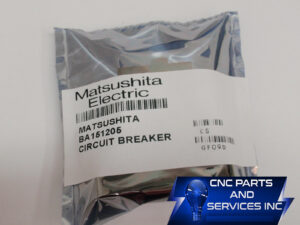 Matsushita
Electric
MATSUSHITA
BA151205
CIRCUIT BREAKER
CNC PARTS
AND
SERVICES INC